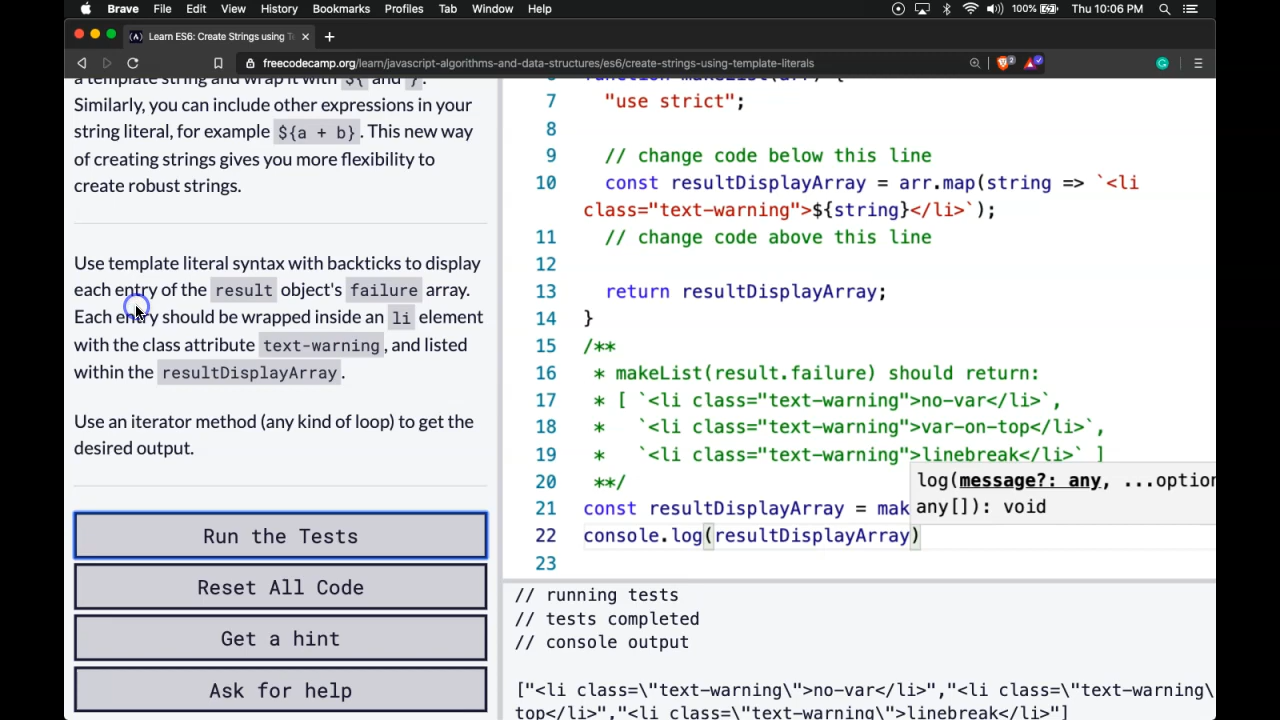 Brave File Edit View History Bookmarks Profiles Tab Window Help 100% Thu 10:06 PM
Learn ES6: Create Strings using
freecodecamp.org/learn/javascript-algorithms-and-data-structures/es6/create-strings-using-template-literals
a template string and wrap it with ${ and }.
Similarly, you can include other expressions in your
string literal, for example ${a + b}. This new way
of creating strings gives you more flexibility to
create robust strings.
Use template literal syntax with backticks to display
each entry of the result object's failure array.
Each entry should be wrapped inside an li element
with the class attribute text-warning, and listed
within the resultDisplayArray.
Use an iterator method (any kind of loop) to get the
desired output.
Run the Tests
Reset All Code
Get a hint
Ask for help
function makeList(arr) {
7 "use strict";
8
9 // change code below this line
10 const resultDisplayArray = arr.map(string => `<li
class="text-warning">${string}</li>`);
11 // change code above this line
12
13 return resultDisplayArray;
14 }
15 /**
16 * makeList(result.failure) should return:
17 * [ `<li class="text-warning">no-var</li>`,
18 * `<li class="text-warning">var-on-top</li>`,
19 * `<li class="text-warning">linebreak</li>` ]
20 **/
21 const resultDisplayArray = mak
22 console.log(resultDisplayArray)
23
log(message?: any, ...option
any[]): void
// running tests
// tests completed
// console output
["<li class=\"text-warning\">no-var</li>","<li class=\"text-warning\
top</li>","<li class=\"text-warning\">linebreak</li>"]